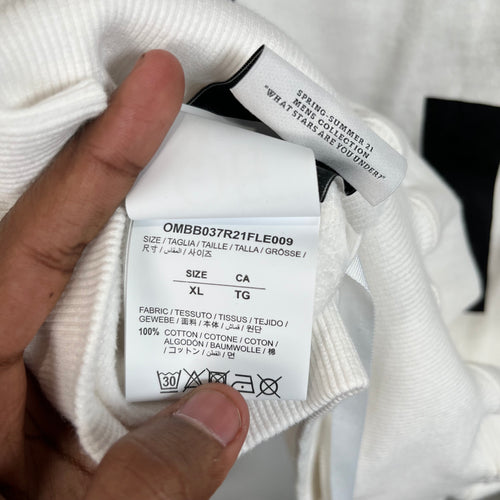 SPRING-SUMMER 21
MENS COLLECTION
"WHAT STARS ARE YOU UNDER?"
OMBB037R21FLE009
SIZE / TAGLIA / TAILLE / TALLA / GRÖSSE /
尺寸 / المقاس / 사이즈
SIZE CA
XL TG
FABRIC / TESSUTO / TISSUS / TEJIDO /
GEWEBE / 面料 / 本体 / قماش / 원단
100% COTTON / COTONE / COTON /
ALGODÓN / BAUMWOLLE / 棉
/ コットン / القطن / 면
30